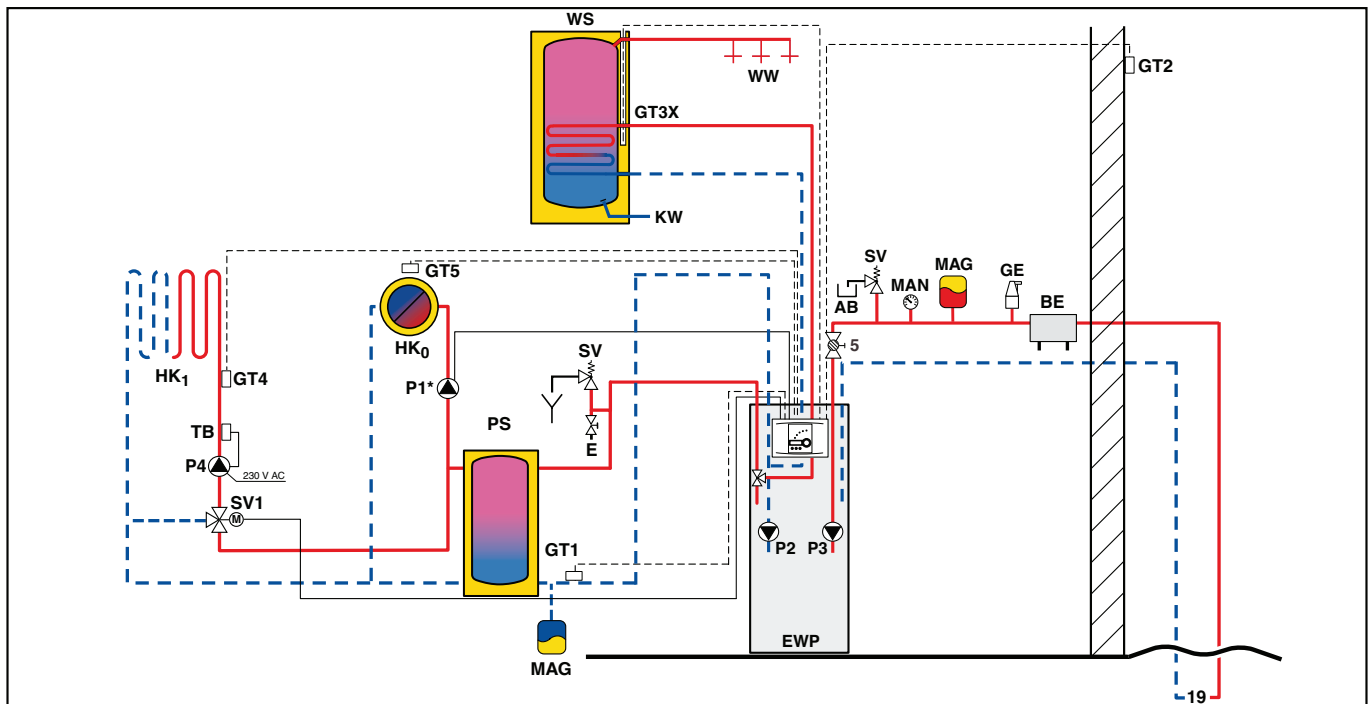 WS
WW
GT2
GT3X
KW
GT5
SV
MAG
GE
MAN
BE
AB
5
HK0
HK1
GT4
P1*
SV
PS
TB
E
P4
230 V AC
SV1
M
GT1
P2
P3
EWP
MAG
19